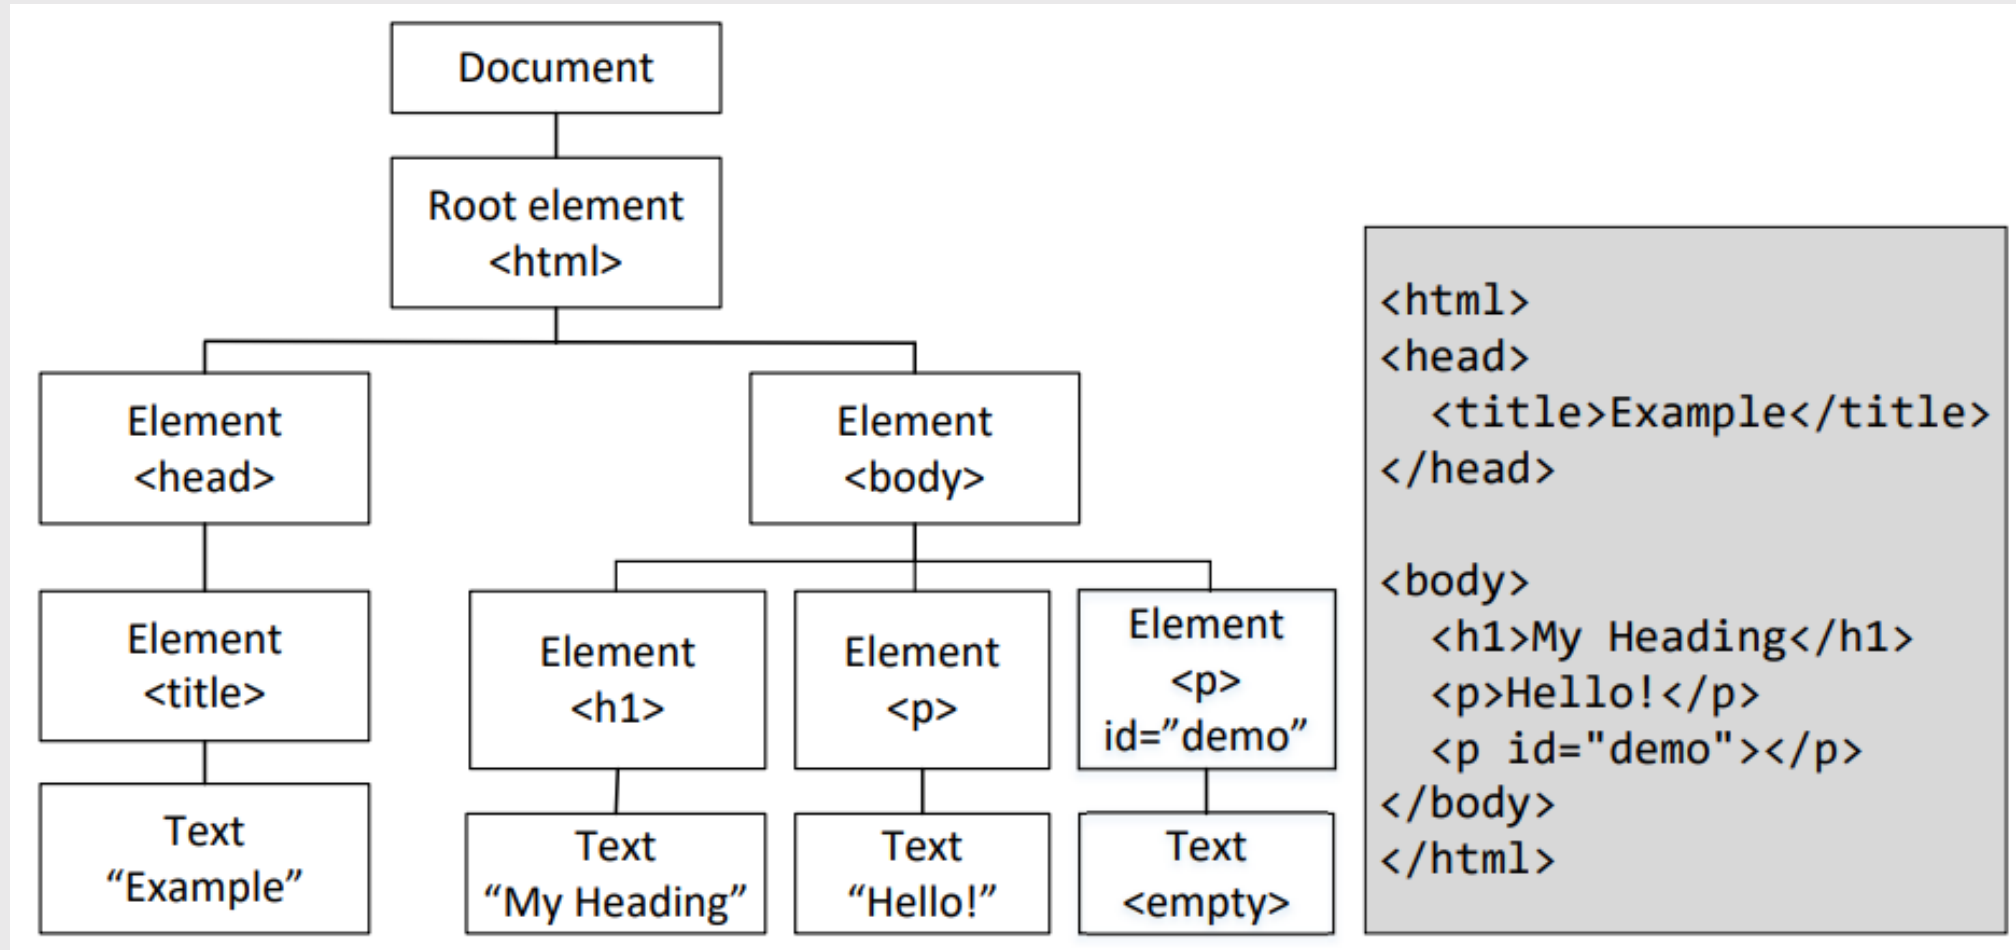 Document
Root element
<html>
Element
<head>
Element
<body>
Element
<title>
Element
<h1>
Element
<p>
Element
<p>
id=”demo”
Text
“Example”
Text
“My Heading”
Text
“Hello!”
Text
<empty>
<html>
<head>
<title>Example</title>
</head>
<body>
<h1>My Heading</h1>
<p>Hello!</p>
<p id="demo"></p>
</body>
</html>